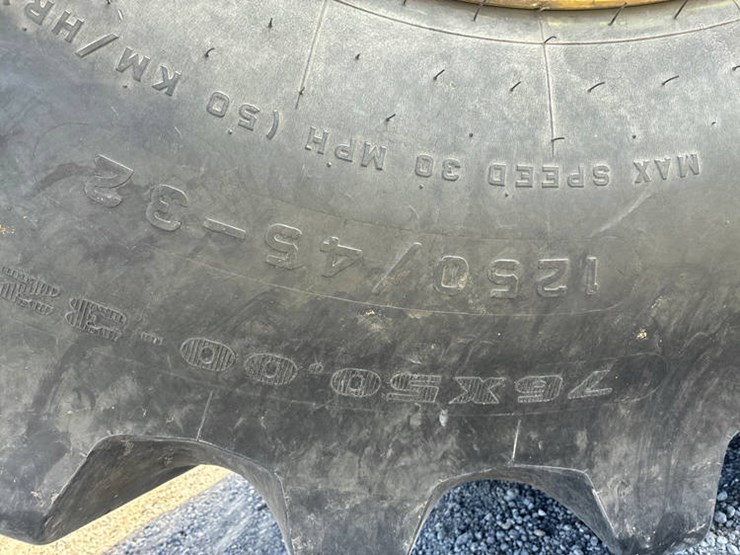 76X50.00-32
1250/45-32
MAX SPEED 30 MPH (50 KM/HR